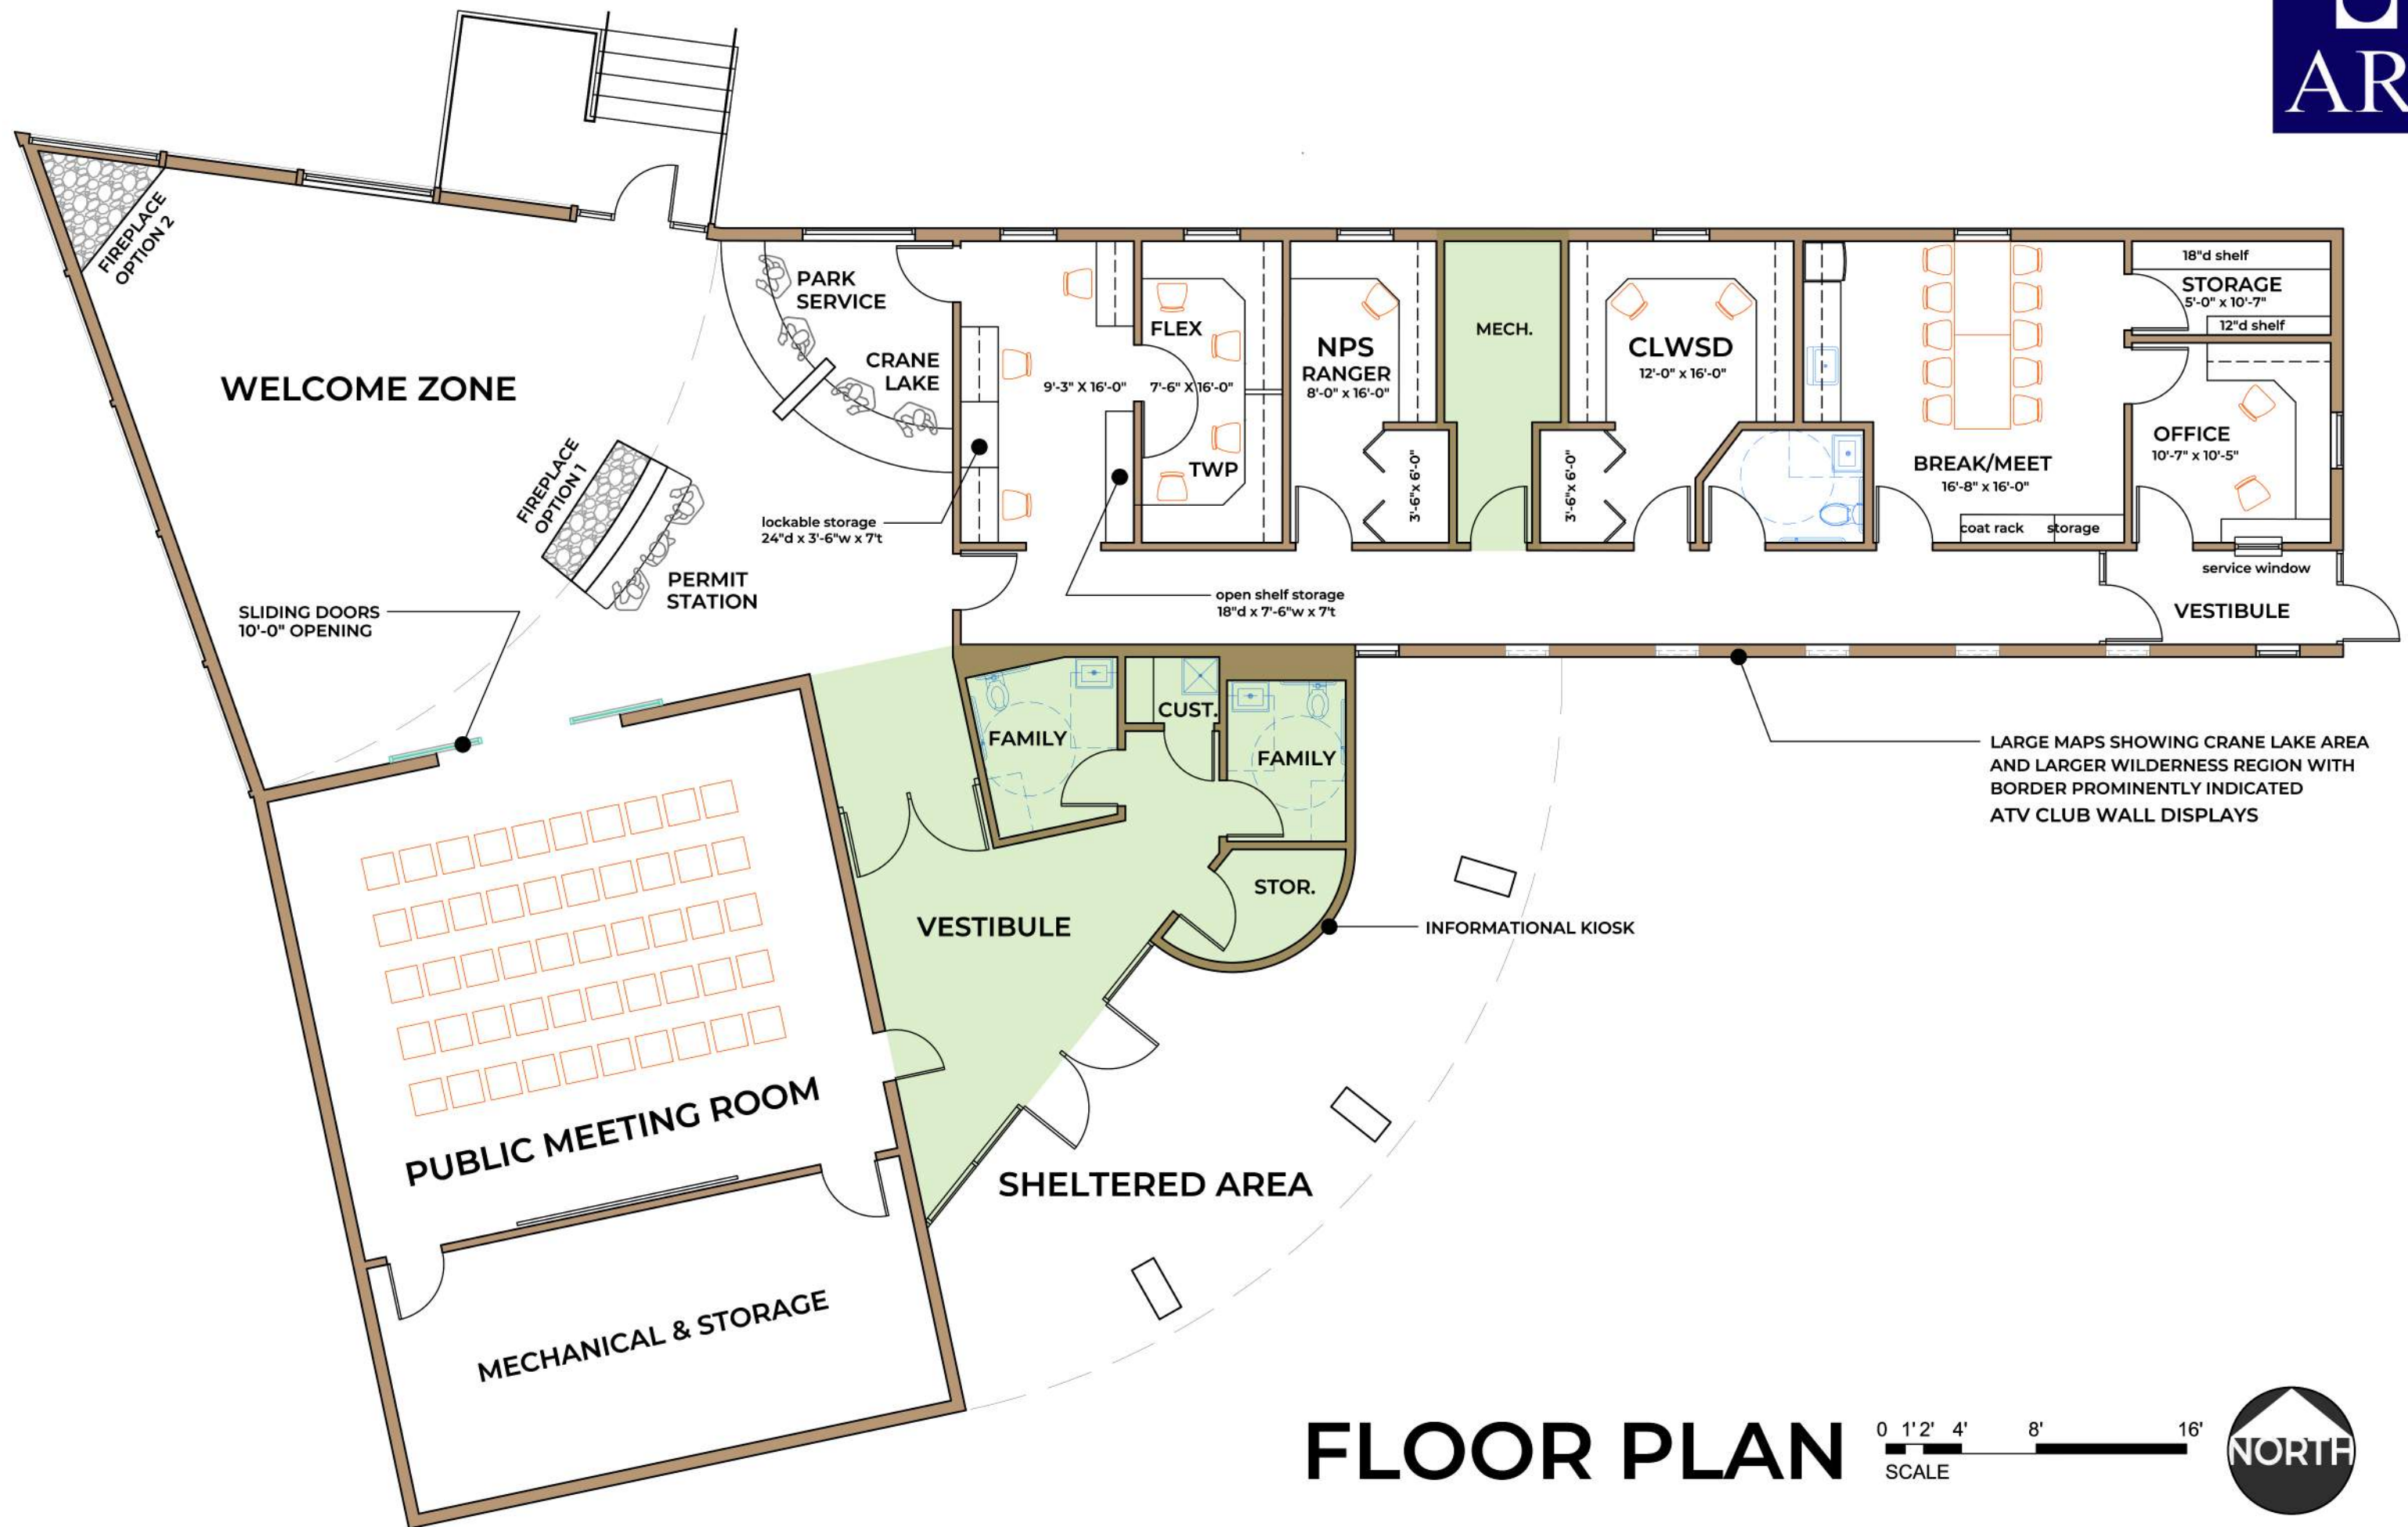 AR
FIREPLACE
OPTION 2
WELCOME ZONE
PARK
SERVICE
CRANE
LAKE
FLEX
9'-3" X 16'-0"
7'-6" X 16'-0"
TWP
NPS
RANGER
8'-0" x 16'-0"
3'-6"x 6'-0"
MECH.
CLWSD
12'-0" x 16'-0"
3'-6"x 6'-0"
BREAK/MEET
16'-8" x 16'-0"
coat rack
storage
18"d shelf
STORAGE
5'-0" x 10'-7"
12"d shelf
OFFICE
10'-7" x 10'-5"
service window
VESTIBULE
FIREPLACE
OPTION 1
lockable storage
24"d x 3'-6"w x 7't
PERMIT
STATION
open shelf storage
18"d x 7'-6"w x 7't
SLIDING DOORS
10'-0" OPENING
FAMILY
CUST.
FAMILY
LARGE MAPS SHOWING CRANE LAKE AREA
AND LARGER WILDERNESS REGION WITH
BORDER PROMINENTLY INDICATED
ATV CLUB WALL DISPLAYS
STOR.
VESTIBULE
INFORMATIONAL KIOSK
PUBLIC MEETING ROOM
SHELTERED AREA
MECHANICAL & STORAGE
FLOOR PLAN
0 1' 2' 4' 8' 16'
SCALE
NORTH